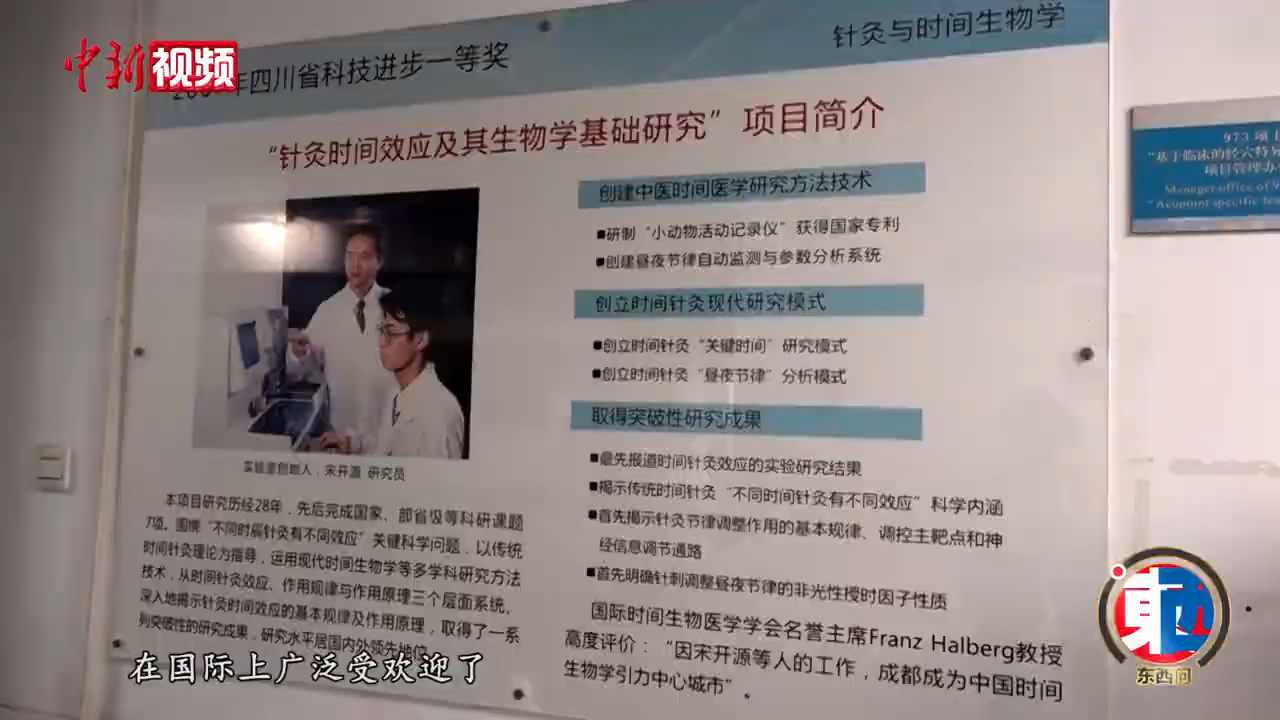 中新视频
年四川省科技进步一等奖
针灸与时间生物学
“针灸时间效应及其生物学基础研究”项目简介
创建中医时间医学研究方法技术
■研制“小动物活动记录仪”获得国家专利
■创建昼夜节律自动监测与参数分析系统
创立时间针灸现代研究模式
■创立时间针灸“关键时间”研究模式
■创立时间针灸“昼夜节律”分析模式
取得突破性研究成果
■最先报道时间针灸效应的实验研究结果
■揭示传统时间针灸“不同时间针灸有不同效应”科学内涵
■首先揭示针灸节律调整作用的基本规律、调控主靶点和神
经信息调节通路
■首先明确针刺调整昼夜节律的非光性授时因子性质
国际时间生物医学学会名誉主席Franz Halberg教授
高度评价：“因宋开源等人的工作，成都成为中国时间
生物学引力中心城市”。
实验室创始人：宋开源 研究员
本项目研究历经28年，先后完成国家、部省级等科研课题
7项。围绕“不同时辰针灸有不同效应”关键科学问题，以传统
时间针灸理论为指导，运用现代时间生物学等多学科研究方法
技术，从时间针灸效应、作用规律与作用原理三个层面系统、
深入地揭示针灸时间效应的基本规律及作用原理，取得了一系
列突破性的研究成果，研究水平居国内外领先地位
973 项
“基于临床的经穴特异
项目管理办
Manager office of
“Acupoint specific
在国际上广泛受欢迎了
東西
东西问